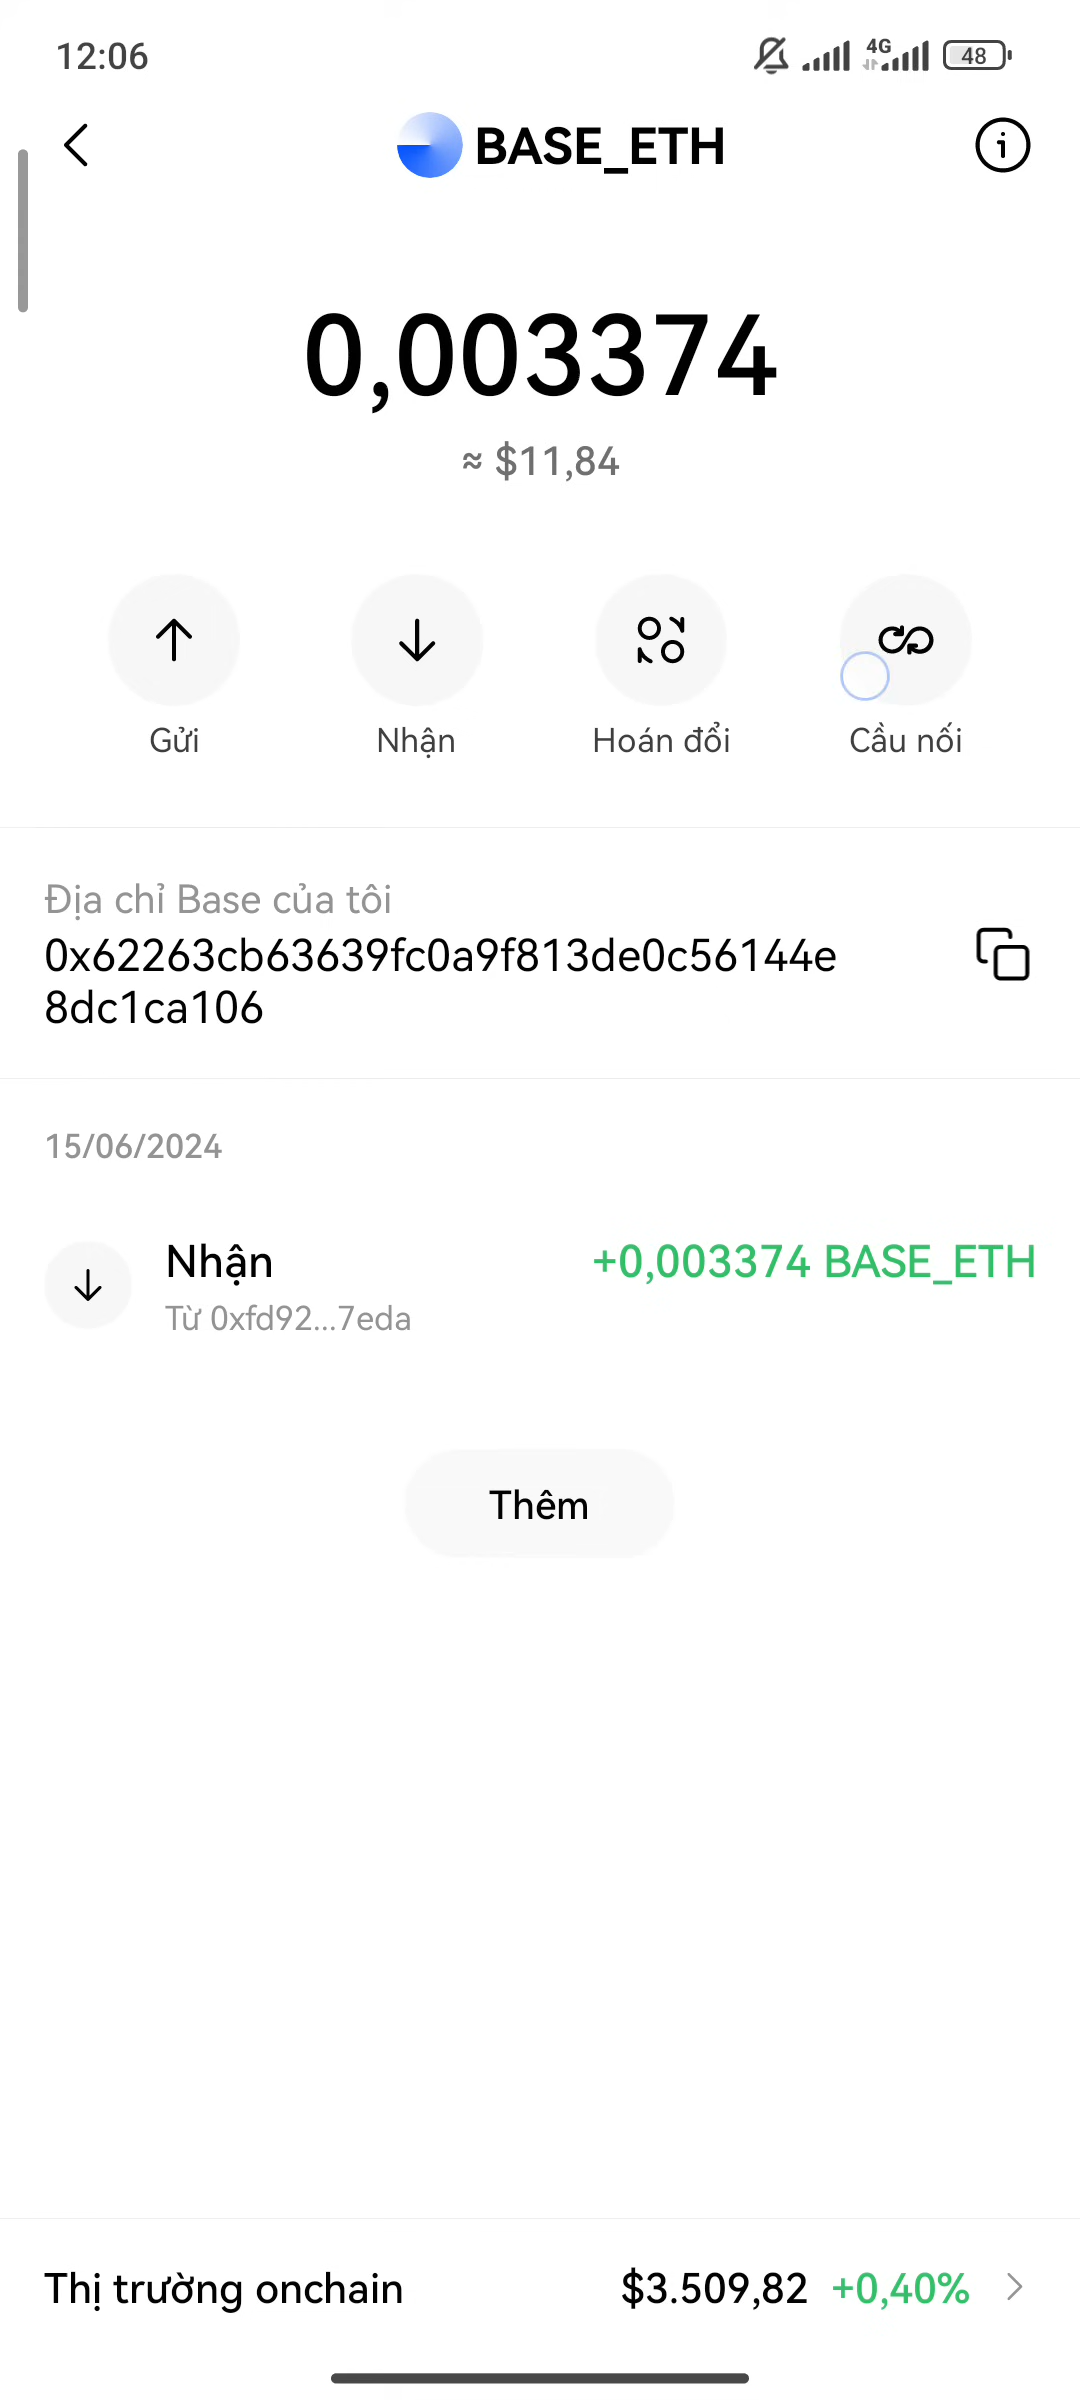 12:06
4G
48
BASE_ETH
0,003374
≈ $11,84
Gửi
Nhận
Hoán đổi
Cầu nối
Địa chỉ Base của tôi
0x62263cb63639fc0a9f813de0c56144e
8dc1ca106
15/06/2024
Nhận
+0,003374 BASE_ETH
Từ 0xfd92...7eda
Thêm
Thị trường onchain
$3.509,82 +0,40%